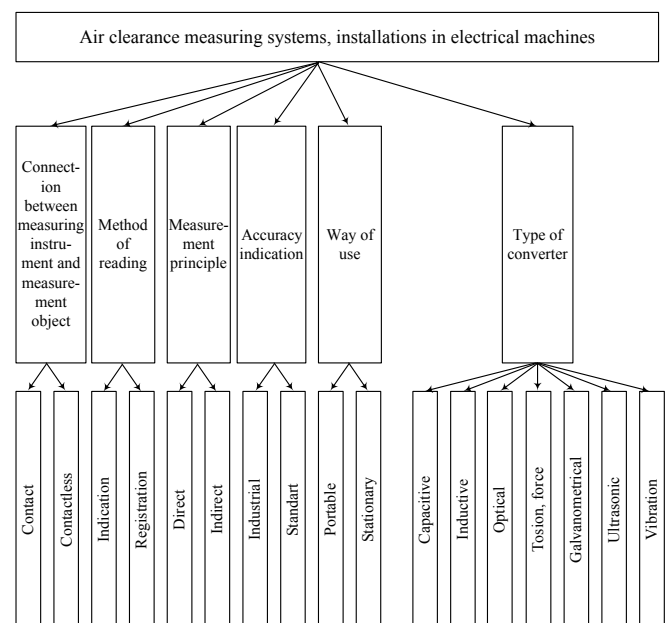 Air clearance measuring systems, installations in electrical machines
Connect-
ion
between
measuring
instru-
ment and
measure-
ment
object
Method
of
reading
Measure-
ment
principle
Accuracy
indication
Way of
use
Type of
converter
Contact
Contactless
Indication
Registration
Direct
Indirect
Industrial
Standart
Portable
Stationary
Capacitive
Inductive
Optical
Tosion, force
Galvanometrical
Ultrasonic
Vibration